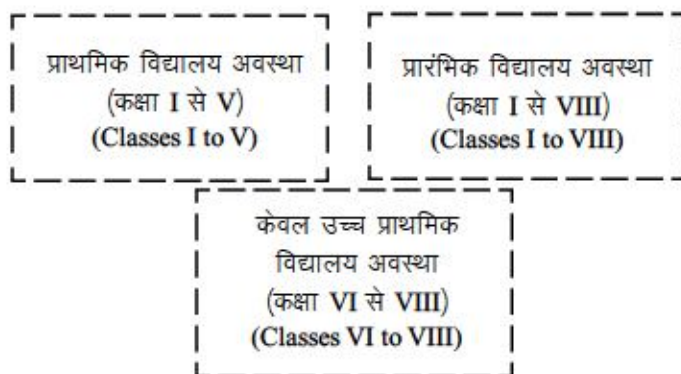 प्राथमिक विद्यालय अवस्था
(कक्षा I से V)
(Classes I to V)
प्रारंभिक विद्यालय अवस्था
(कक्षा I से VIII)
(Classes I to VIII)
केवल उच्च प्राथमिक
विद्यालय अवस्था
(कक्षा VI से VIII)
(Classes VI to VIII)